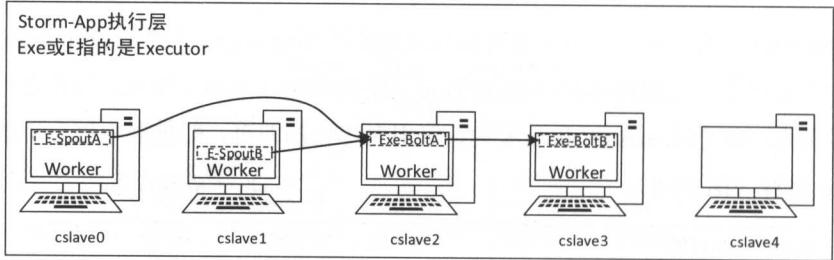 Storm-App执行层
Exe或E指的是Executor
E-SpoutA
E-SpoutB
Exe-BoltA
Exe-BoltB
Worker
Worker
Worker
Worker
cslave0
cslave1
cslave2
cslave3
cslave4